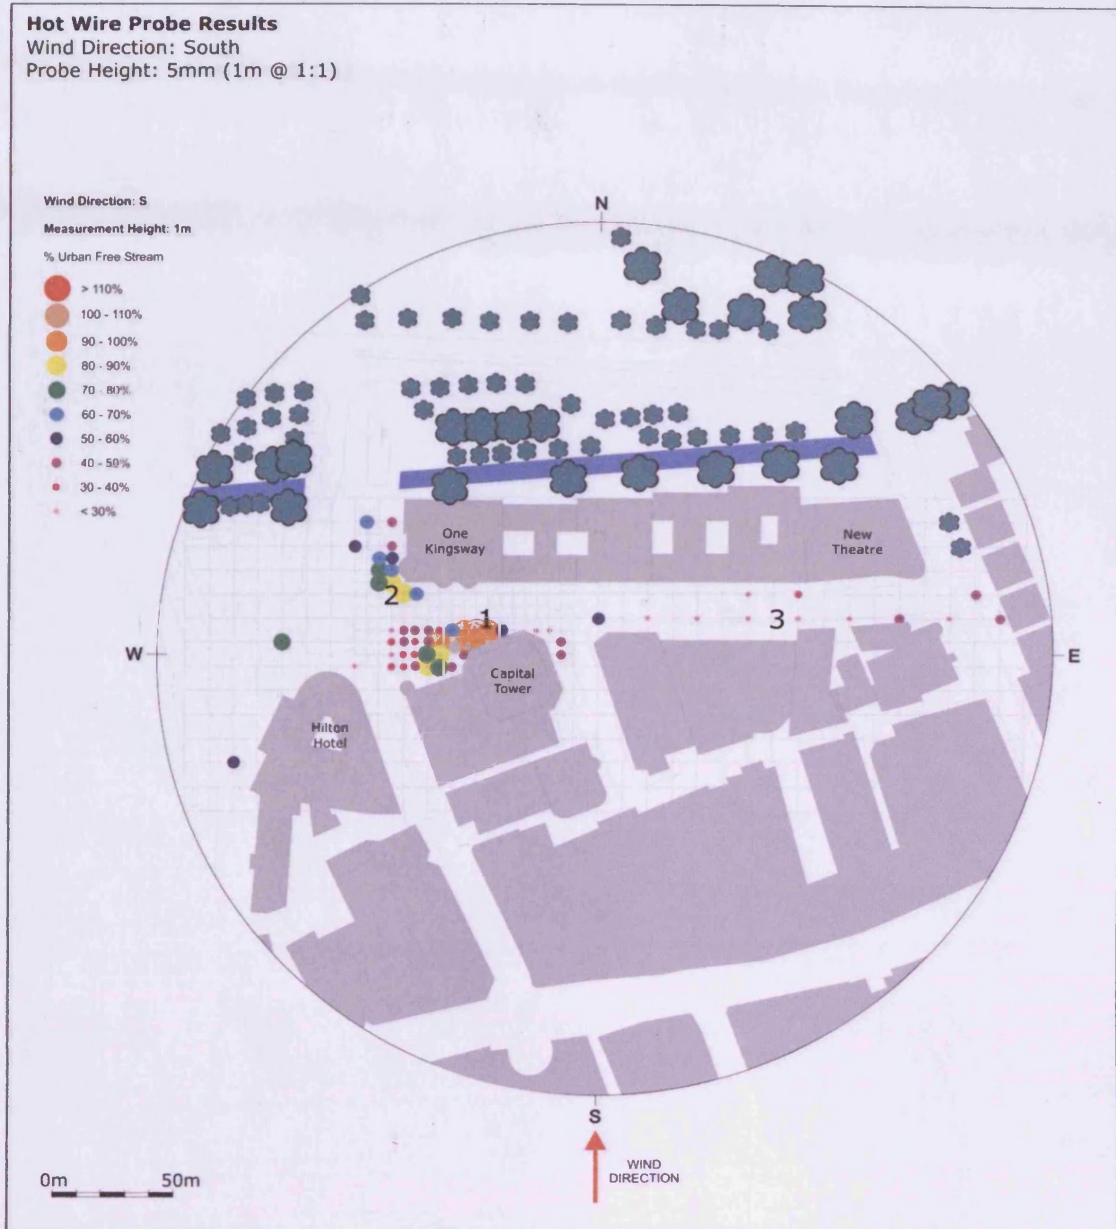 Hot Wire Probe Results
Wind Direction: South
Probe Height: 5mm (1m @ 1:1)
Wind Direction: S
Measurement Height: 1m
% Urban Free Stream
> 110%
100 - 110%
90 - 100%
80 - 90%
70 - 80%
60 - 70%
50 - 60%
40 - 50%
30 - 40%
< 30%
N
One
Kingsway
New
Theatre
2
1
3
W
E
Capital
Tower
Hilton
Hotel
S
WIND
DIRECTION
0m
50m